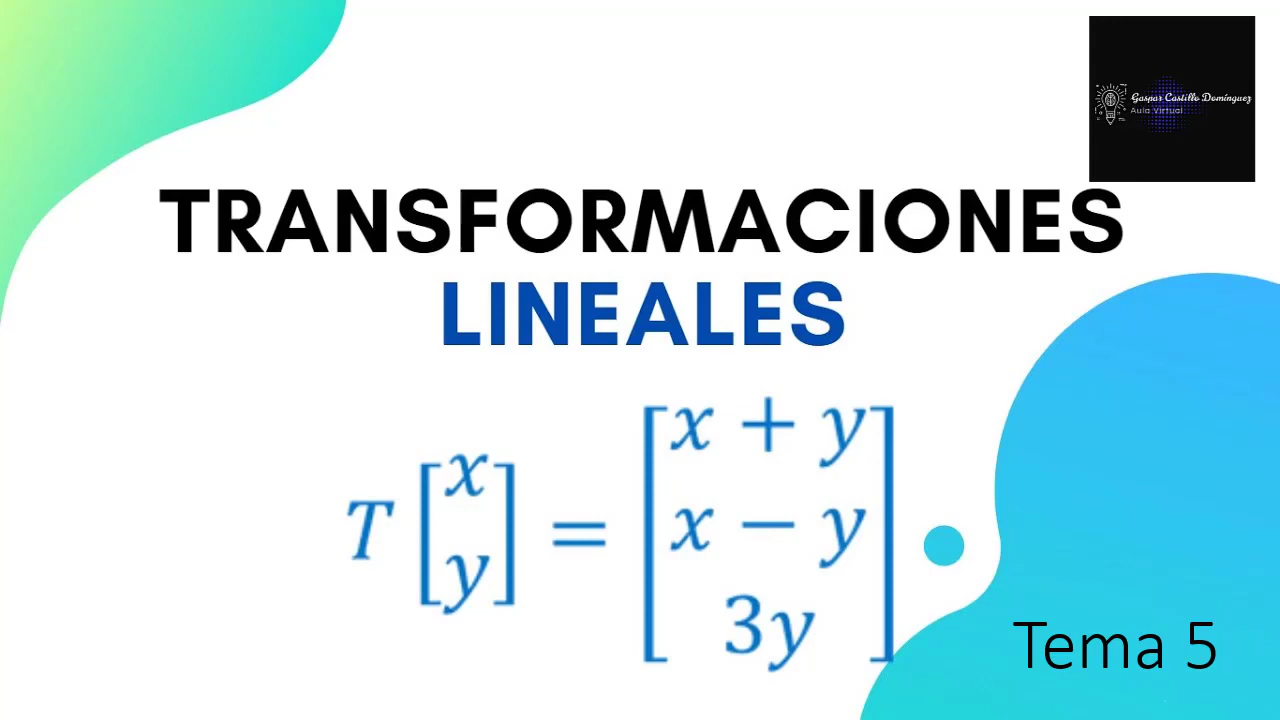 Gaspar Castillo Domínguez
Aula Virtual
TRANSFORMACIONES
LINEALES
T [x y] = [x + y x − y 3y]
Tema 5